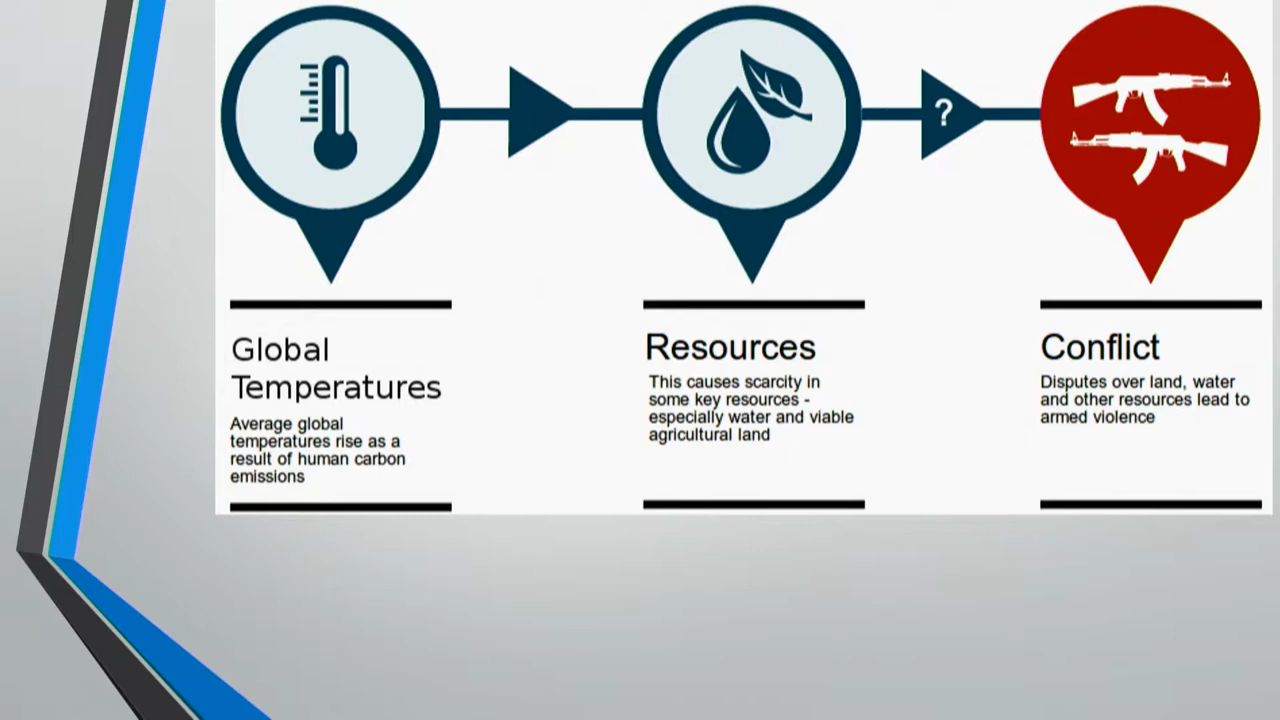 ?
Global
Temperatures
Average global
temperatures rise as a
result of human carbon
emissions
Resources
This causes scarcity in
some key resources -
especially water and viable
agricultural land
Conflict
Disputes over land, water
and other resources lead to
armed violence